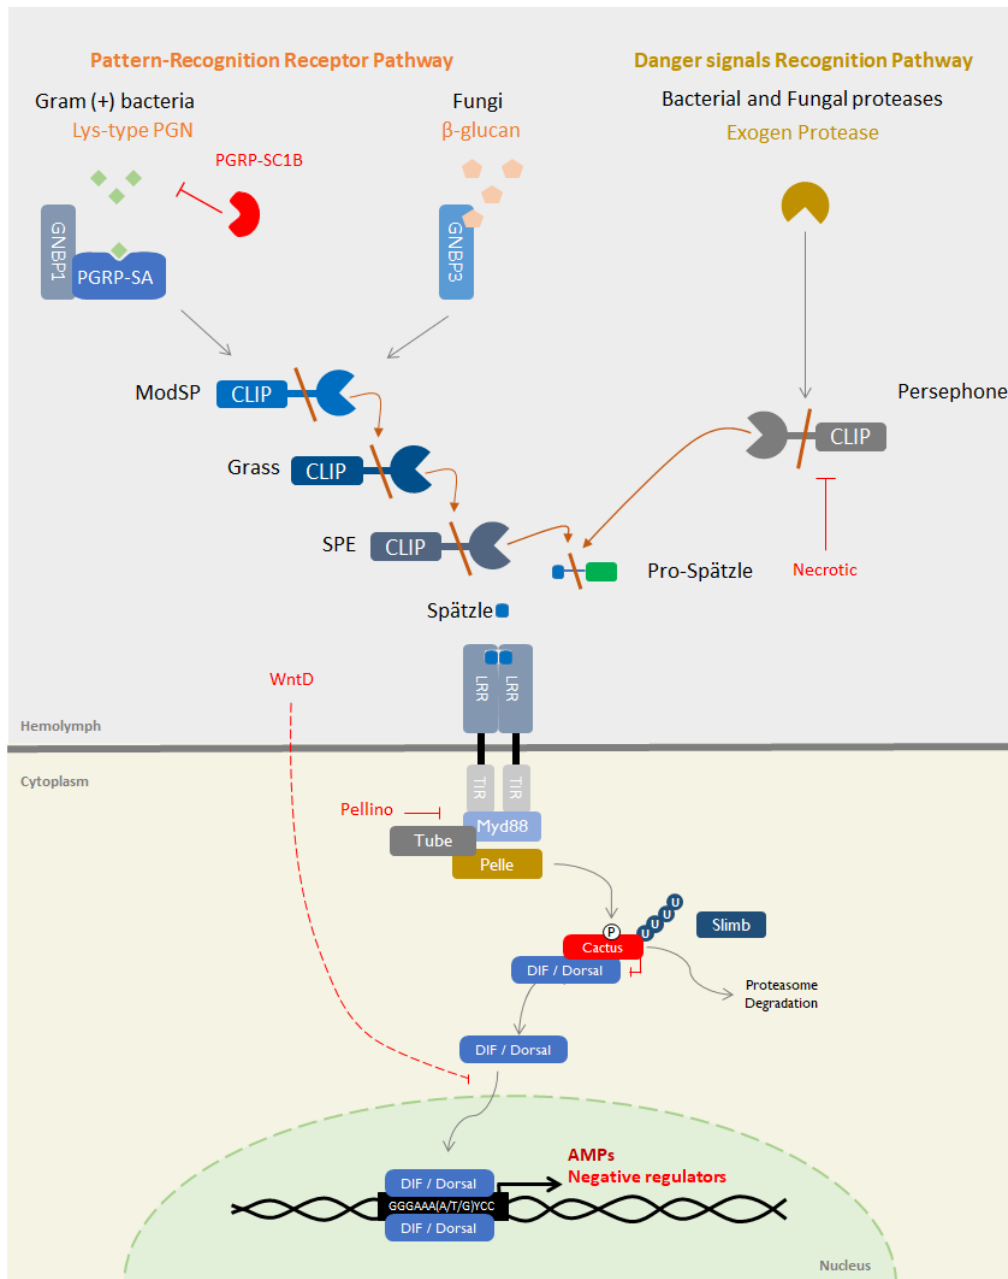 Pattern-Recognition Receptor Pathway
Danger signals Recognition Pathway
Gram (+) bacteria
Lys-type PGN
Fungi
β-glucan
Bacterial and Fungal proteases
Exogen Protease
PGRP-SC1B
GNBP1
PGRP-SA
GNBP3
ModSP
CLIP
Persephone
CLIP
Grass
CLIP
SPE
CLIP
Pro-Spätzle
Necrotic
Spätzle
WntD
LRR
LRR
Hemolymph
Cytoplasm
TIR
TIR
Pellino
Myd88
Tube
Pelle
P
U
U
U
U
Slimb
Cactus
DIF / Dorsal
Proteasome
Degradation
DIF / Dorsal
AMPs
Negative regulators
DIF / Dorsal
GGGAAA(A/T/G)YCC
DIF / Dorsal
Nucleus